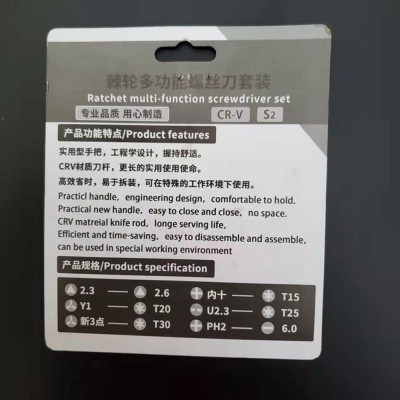 棘轮多功能螺丝刀套装
Ratchet multi-function screwdriver set
专业品质 用心制造 CR-V S2
产品功能特点/Product features
实用型手把，工程学设计，握持舒适。
CRV材质刀杆，更长的实用使用使命。
高效省时，易于拆装，可在特殊的工作环境下使用。
Practicl handle，engineering design，comfortable to hold.
Practical new handle，easy to close and close，no space.
CRV matreial knife rod，longe serving life,
Efficient and time-saving，easy to disassemble and assemble,
can be used in special working environment
产品规格/Product specification
2.3 — 2.6 内十 — T15
Y1 — T20 U2.3 — T25
新3点 — T30 PH2 — 6.0